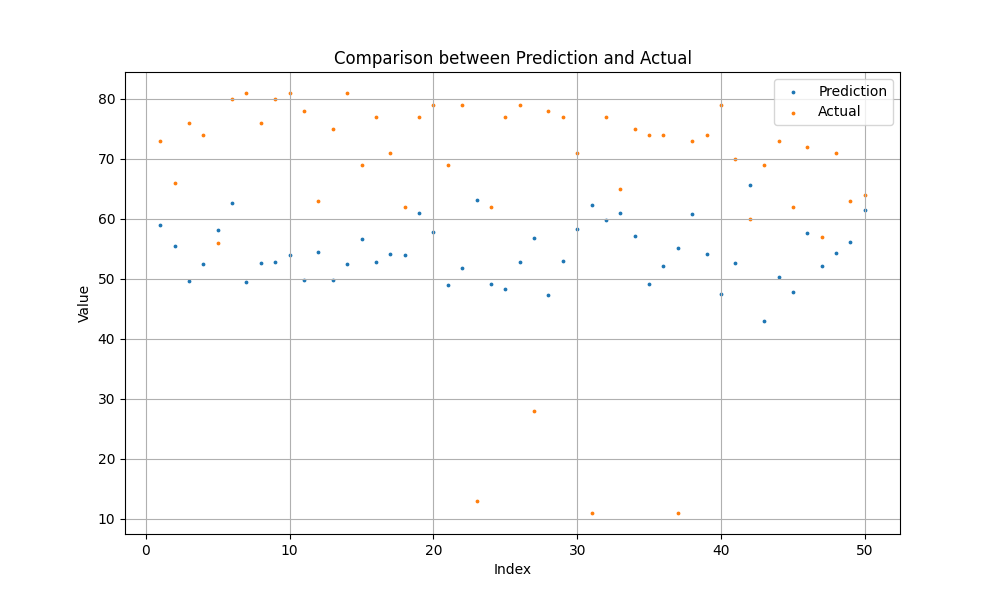 Comparison between Prediction and Actual
Prediction
Actual
80
70
60
50
40
30
20
10
Value
0 10 20 30 40 50
Index